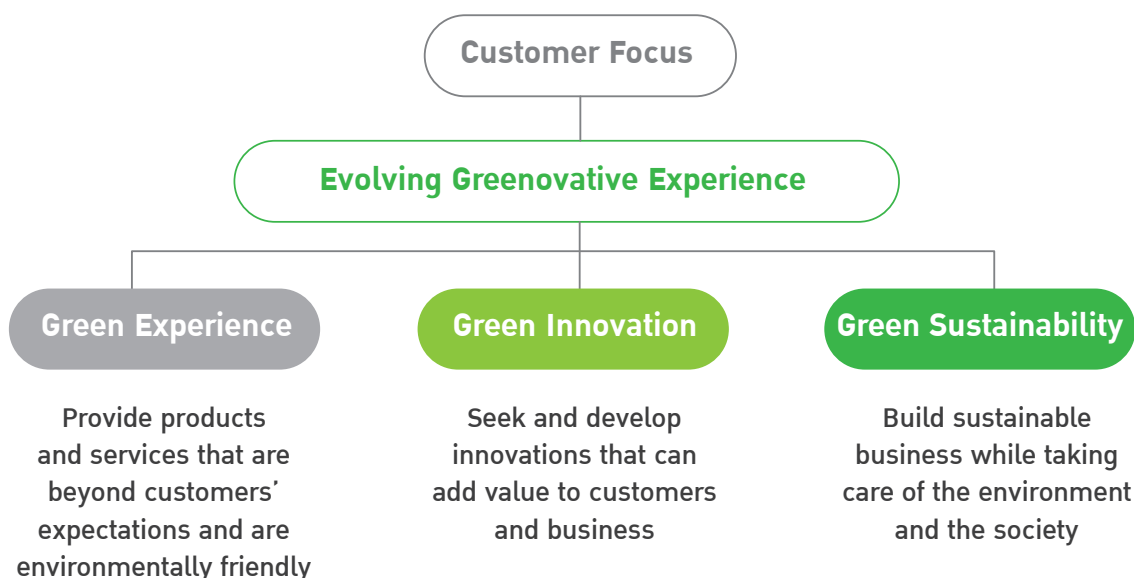 Customer Focus
Evolving Greenovative Experience
Green Experience
Provide products
and services that are
beyond customers’
expectations and are
environmentally friendly
Green Innovation
Seek and develop
innovations that can
add value to customers
and business
Green Sustainability
Build sustainable
business while taking
care of the environment
and the society